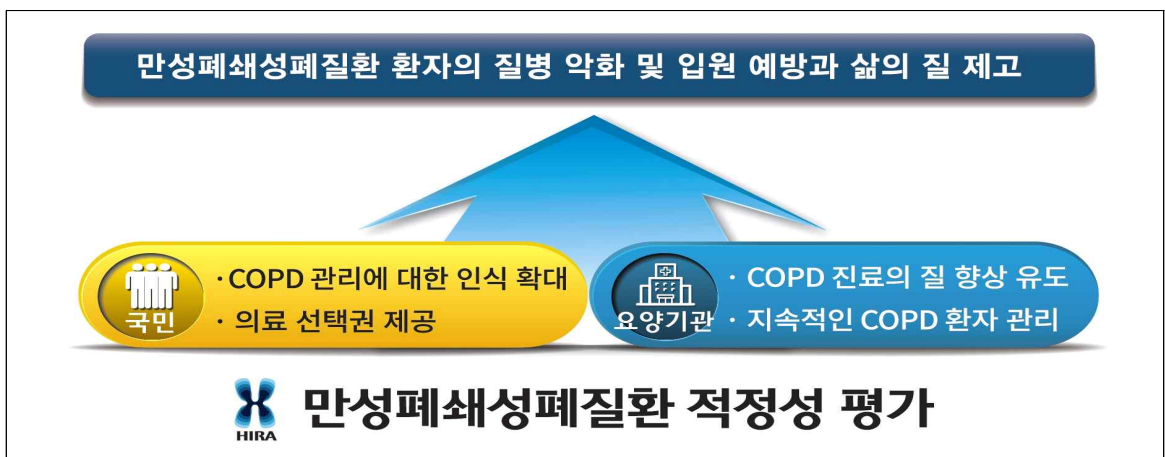 만성폐쇄성폐질환 환자의 질병 악화 및 입원 예방과 삶의 질 제고
국민
· COPD 관리에 대한 인식 확대
· 의료 선택권 제공
요양기관
· COPD 진료의 질 향상 유도
· 지속적인 COPD 환자 관리
HIRA
만성폐쇄성폐질환 적정성 평가